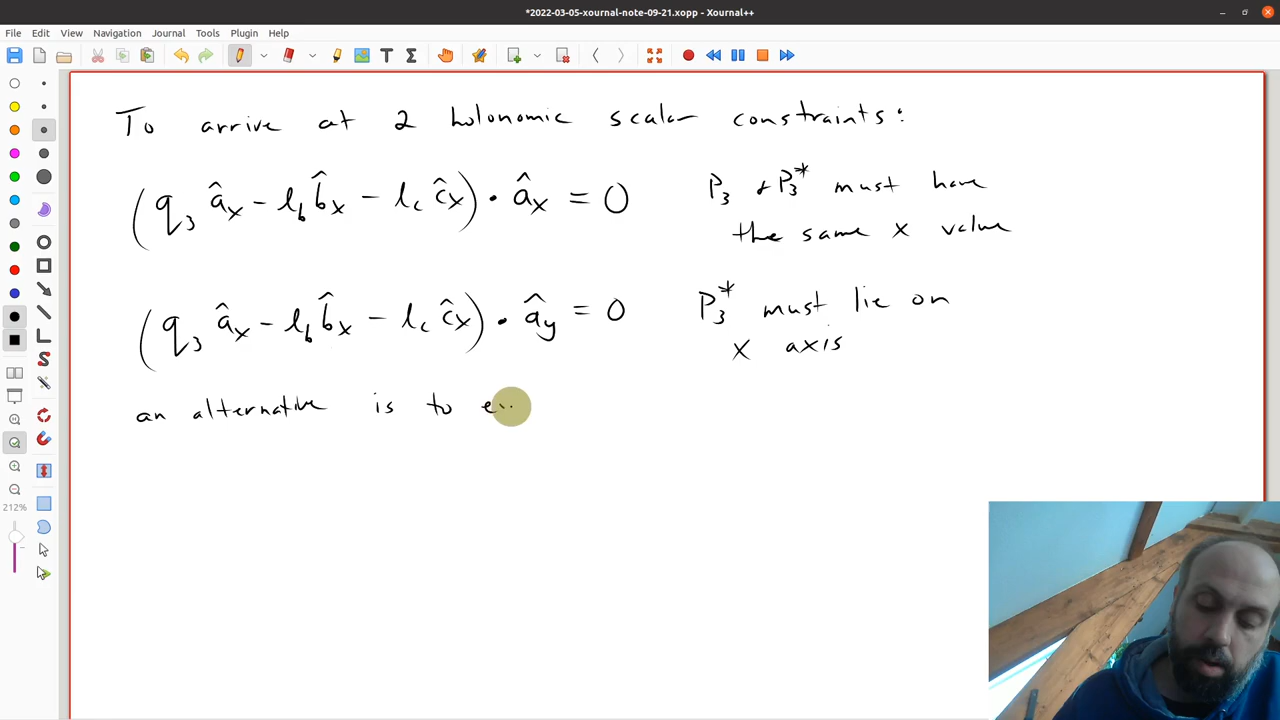 *2022-03-05-xournal-note-09-21.xopp - Xournal++
File Edit View Navigation Journal Tools Plugin Help
To arrive at 2 holonomic scalar constraints:
(q₃ âₓ - l_b b̂ₓ - l_c ĉₓ) · âₓ = 0
P₃ & P₃* must have
the same x value
(q₃ âₓ - l_b b̂ₓ - l_c ĉₓ) · â_y = 0
P₃* must lie on
x axis
an alternative is to
212%